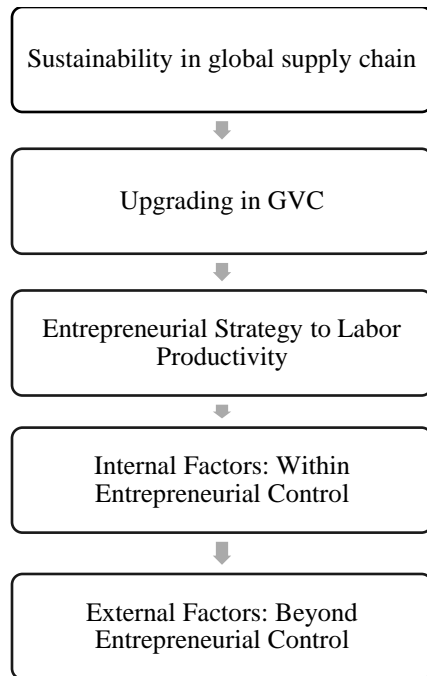 Sustainability in global supply chain
Upgrading in GVC
Entrepreneurial Strategy to Labor
Productivity
Internal Factors: Within
Entrepreneurial Control
External Factors: Beyond
Entrepreneurial Control